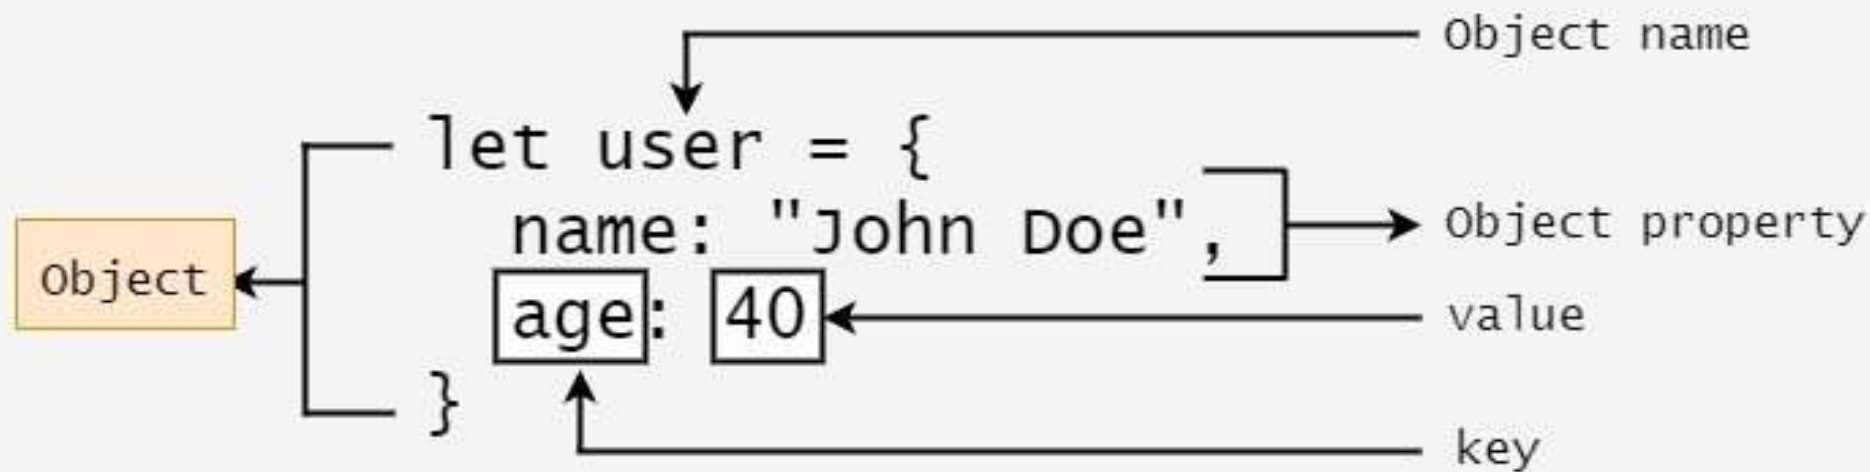 Object name
let user = {
name: "John Doe",
Object property
Object
age: 40
value
}
key